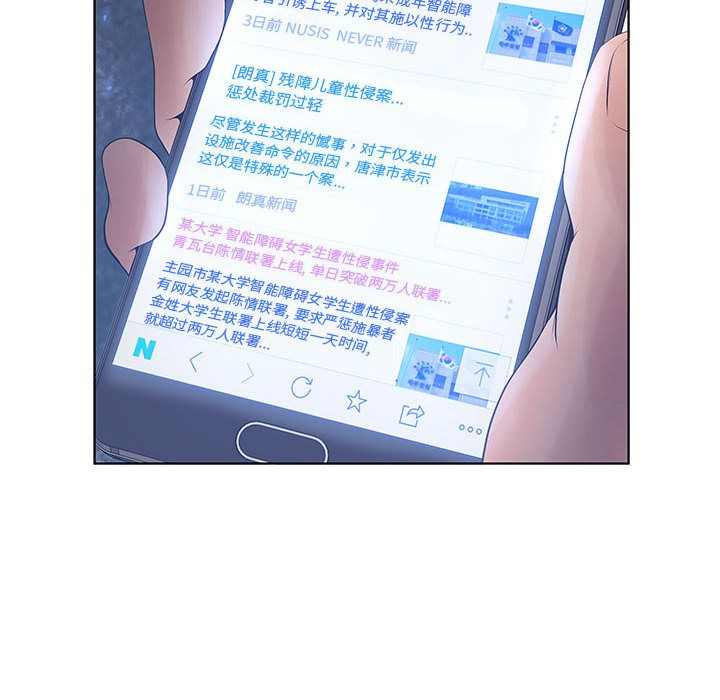 引诱上车, 并对其施以性行为..
3日前 NUSIS NEVER 新闻
[朗真] 残障儿童性侵案...
惩处裁罚过轻
尽管发生这样的憾事，对于仅发出
设施改善命令的原因，唐津市表示
这仅是特殊的一个案...
1日前 朗真新闻
某大学 智能障碍女学生遭性侵事件
青瓦台陈情联署上线, 单日突破两万人联署...
主园市某大学智能障碍女学生遭性侵案
有网友发起陈情联署, 要求严惩施暴者
金姓大学生联署上线短短一天时间,
就超过两万人联署...
N